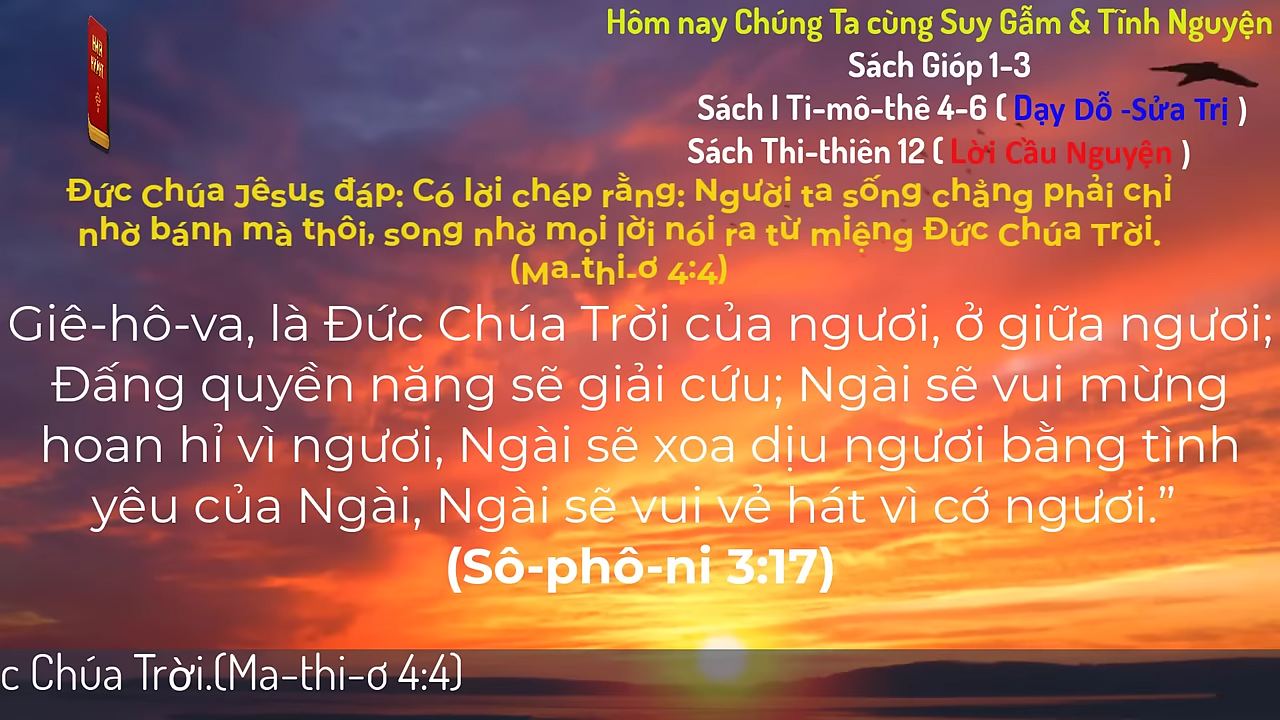 Hôm nay Chúng Ta cùng Suy Gẫm & Tĩnh Nguyện
Sách Gióp 1-3
Sách I Ti-mô-thê 4-6 ( Dạy Dỗ -Sửa Trị )
Sách Thi-thiên 12 ( Lời Cầu Nguyện )
Đức Chúa Jêsus đáp: Có lời chép rằng: Người ta sống chẳng phải chỉ
nhờ bánh mà thôi, song nhờ mọi lời nói ra từ miệng Đức Chúa Trời.
(Ma-thi-ơ 4:4)
Giê-hô-va, là Đức Chúa Trời của ngươi, ở giữa ngươi;
Đấng quyền năng sẽ giải cứu; Ngài sẽ vui mừng
hoan hỉ vì ngươi, Ngài sẽ xoa dịu ngươi bằng tình
yêu của Ngài, Ngài sẽ vui vẻ hát vì cớ ngươi.”
(Sô-phô-ni 3:17)
c Chúa Trời.(Ma-thi-ơ 4:4)